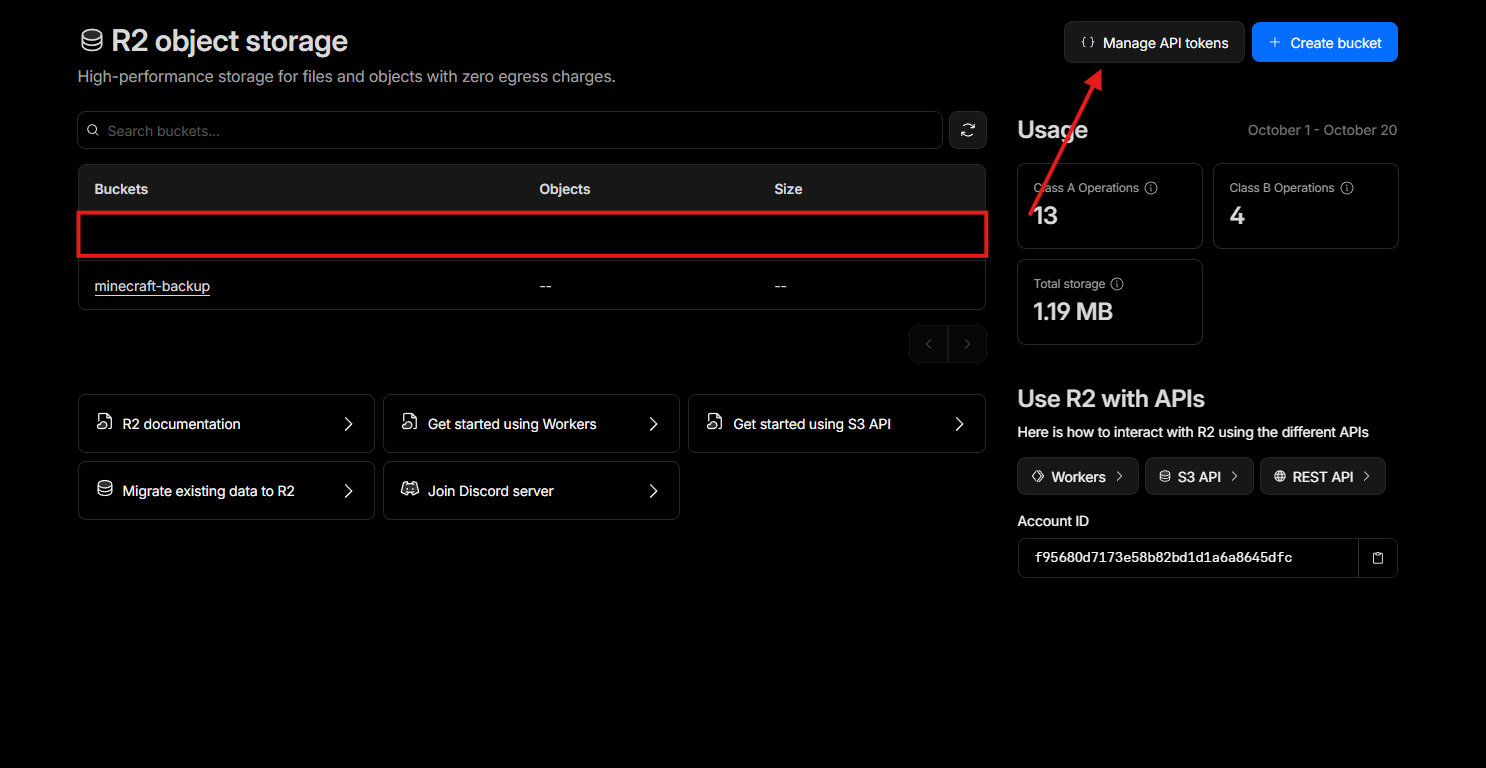 R2 object storage
High-performance storage for files and objects with zero egress charges.
{ } Manage API tokens
+ Create bucket
Search buckets...
Buckets Objects Size
minecraft-backup -- --
R2 documentation
Get started using Workers
Get started using S3 API
Migrate existing data to R2
Join Discord server
Usage
October 1 - October 20
Class A Operations
13
Class B Operations
4
Total storage
1.19 MB
Use R2 with APIs
Here is how to interact with R2 using the different APIs
Workers
S3 API
REST API
Account ID
f95680d7173e58b82bd1d1a6a8645dfc